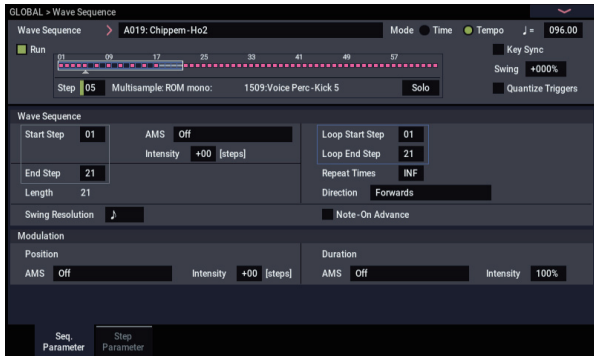 GLOBAL > Wave Sequence
Wave Sequence > A019: Chippem-Ho2 Mode Time Tempo ♩= 096.00
Run 01 09 17 25 33 41 49 57 Key Sync
Swing +000%
Step 05 Multisample: ROM mono: 1509:Voice Perc-Kick 5 Solo Quantize Triggers
Wave Sequence
Start Step 01 AMS Off Loop Start Step 01
Intensity +00 [steps] Loop End Step 21
End Step 21 Repeat Times INF
Length 21 Direction Forwards
Swing Resolution ♪ Note-On Advance
Modulation
Position Duration
AMS Off Intensity +00 [steps] AMS Off Intensity 100%
Seq. Parameter Step Parameter